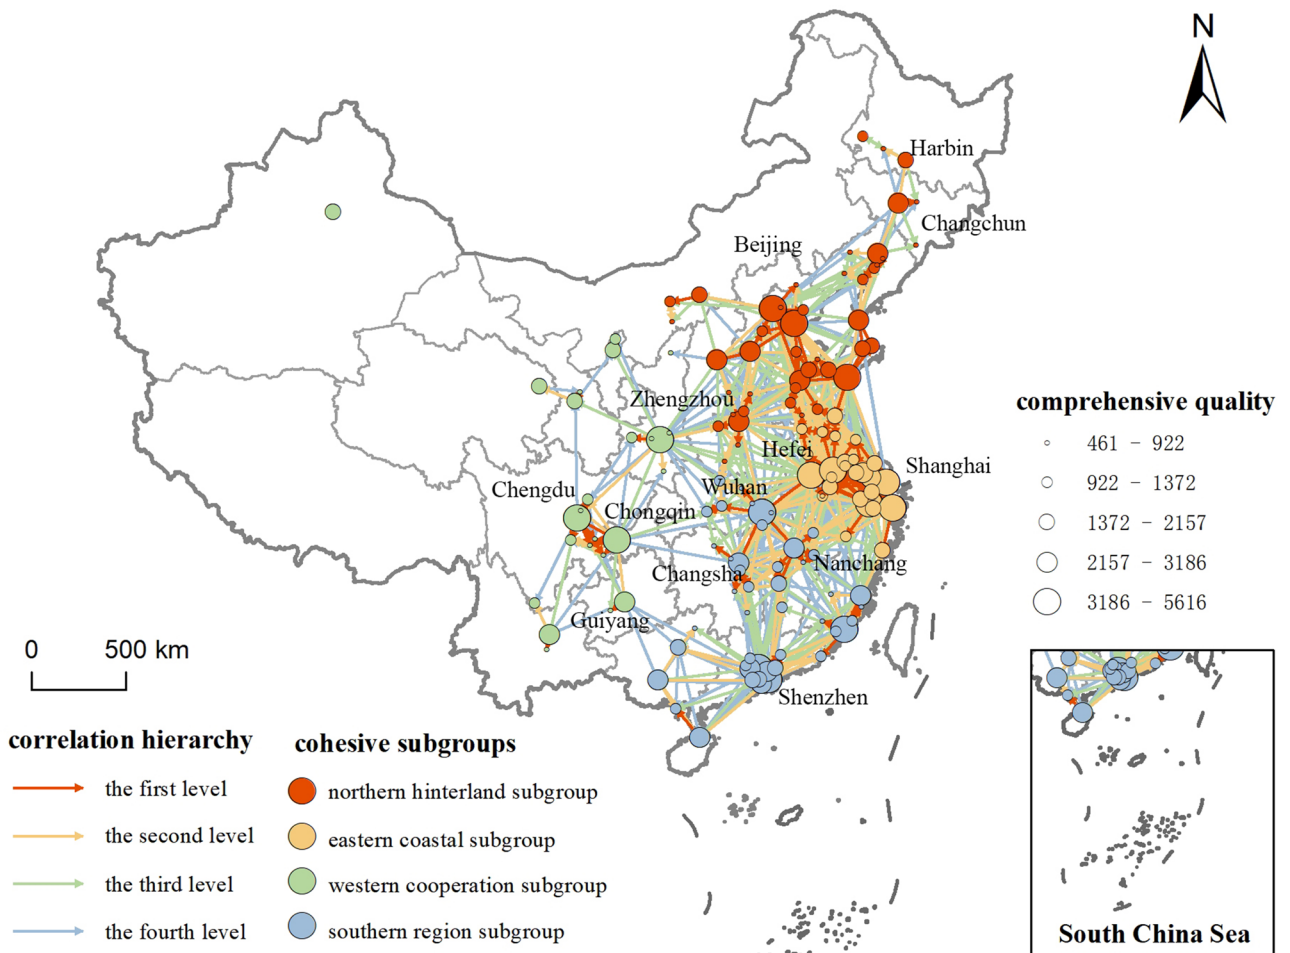 N
Harbin
Changchun
Beijing
Zhengzhou
Hefei
Shanghai
Wuhan
Chengdu
Chongqin
Changsha
Nanchang
Guiyang
Shenzhen
comprehensive quality
461 - 922
922 - 1372
1372 - 2157
2157 - 3186
3186 - 5616
0 500 km
correlation hierarchy
the first level
the second level
the third level
the fourth level
cohesive subgroups
northern hinterland subgroup
eastern coastal subgroup
western cooperation subgroup
southern region subgroup
South China Sea